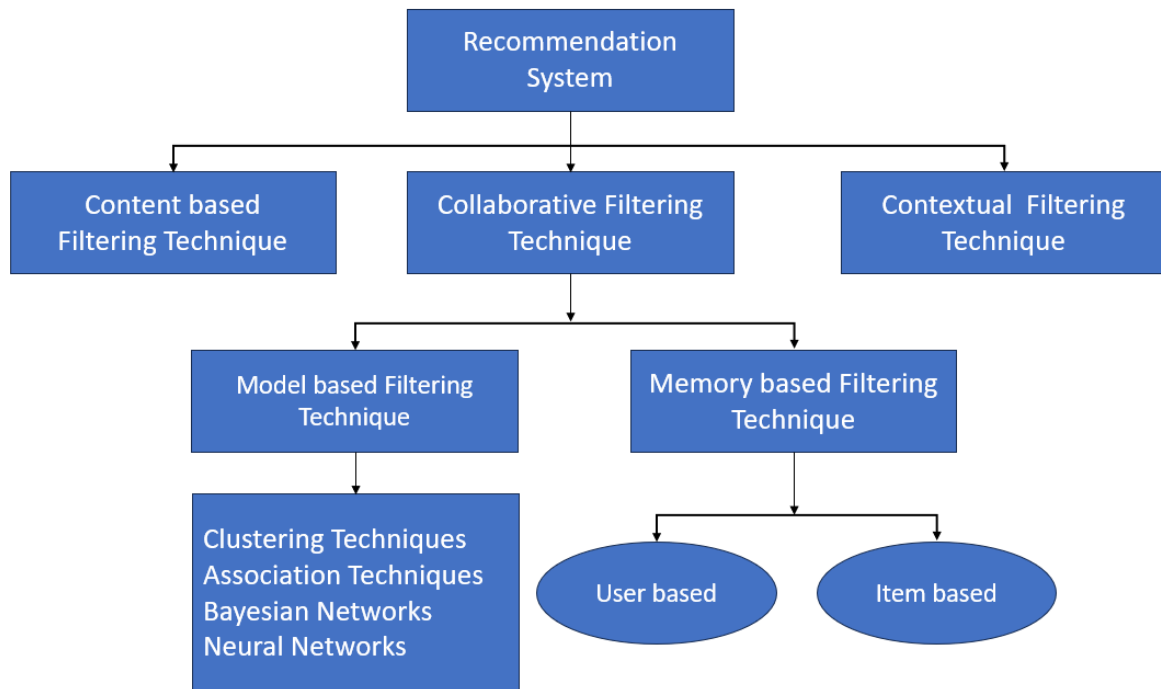 Recommendation
System
Content based
Filtering Technique
Collaborative Filtering
Technique
Contextual  Filtering
Technique
Model based Filtering
Technique
Memory based Filtering
Technique
Clustering Techniques
Association Techniques
Bayesian Networks
Neural Networks
User based
Item based